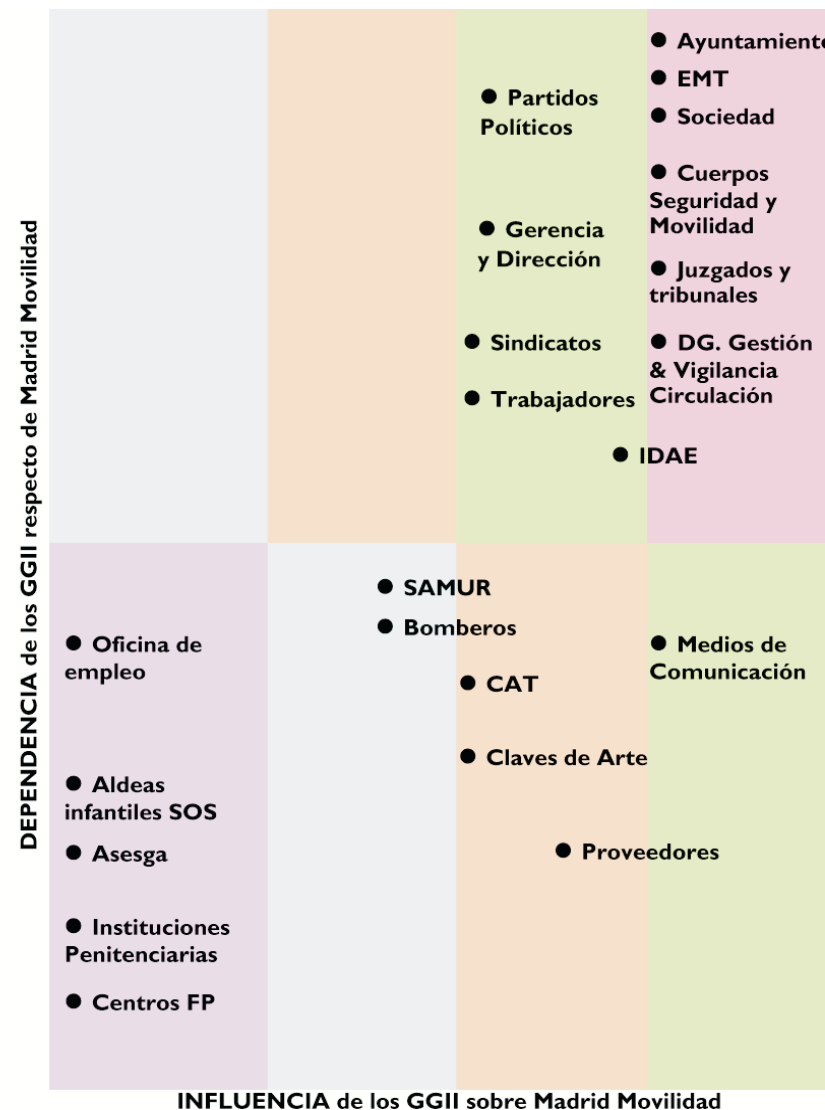 DEPENDENCIA de los GGII respecto de Madrid Movilidad
● Ayuntamiento
● EMT
● Partidos
Políticos
● Sociedad
● Cuerpos
Seguridad y
Movilidad
● Gerencia
y Dirección
● Juzgados y
tribunales
● Sindicatos
● DG. Gestión
& Vigilancia
Circulación
● Trabajadores
● IDAE
● SAMUR
● Bomberos
● Oficina de
empleo
● Medios de
Comunicación
● CAT
● Claves de Arte
● Aldeas
infantiles SOS
● Asesga
● Proveedores
● Instituciones
Penitenciarias
● Centros FP
INFLUENCIA de los GGII sobre Madrid Movilidad